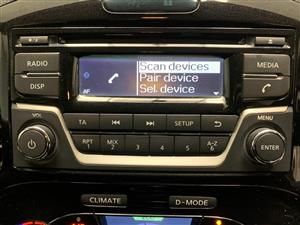 RADIO
MEDIA
DISP
Scan devices
Pair device
Sel. device
AF
VOL
TA
SETUP
MENU
RPT
1
MIX
2
3
4
5
A-Z
6
ENTER
CLIMATE
D-MODE